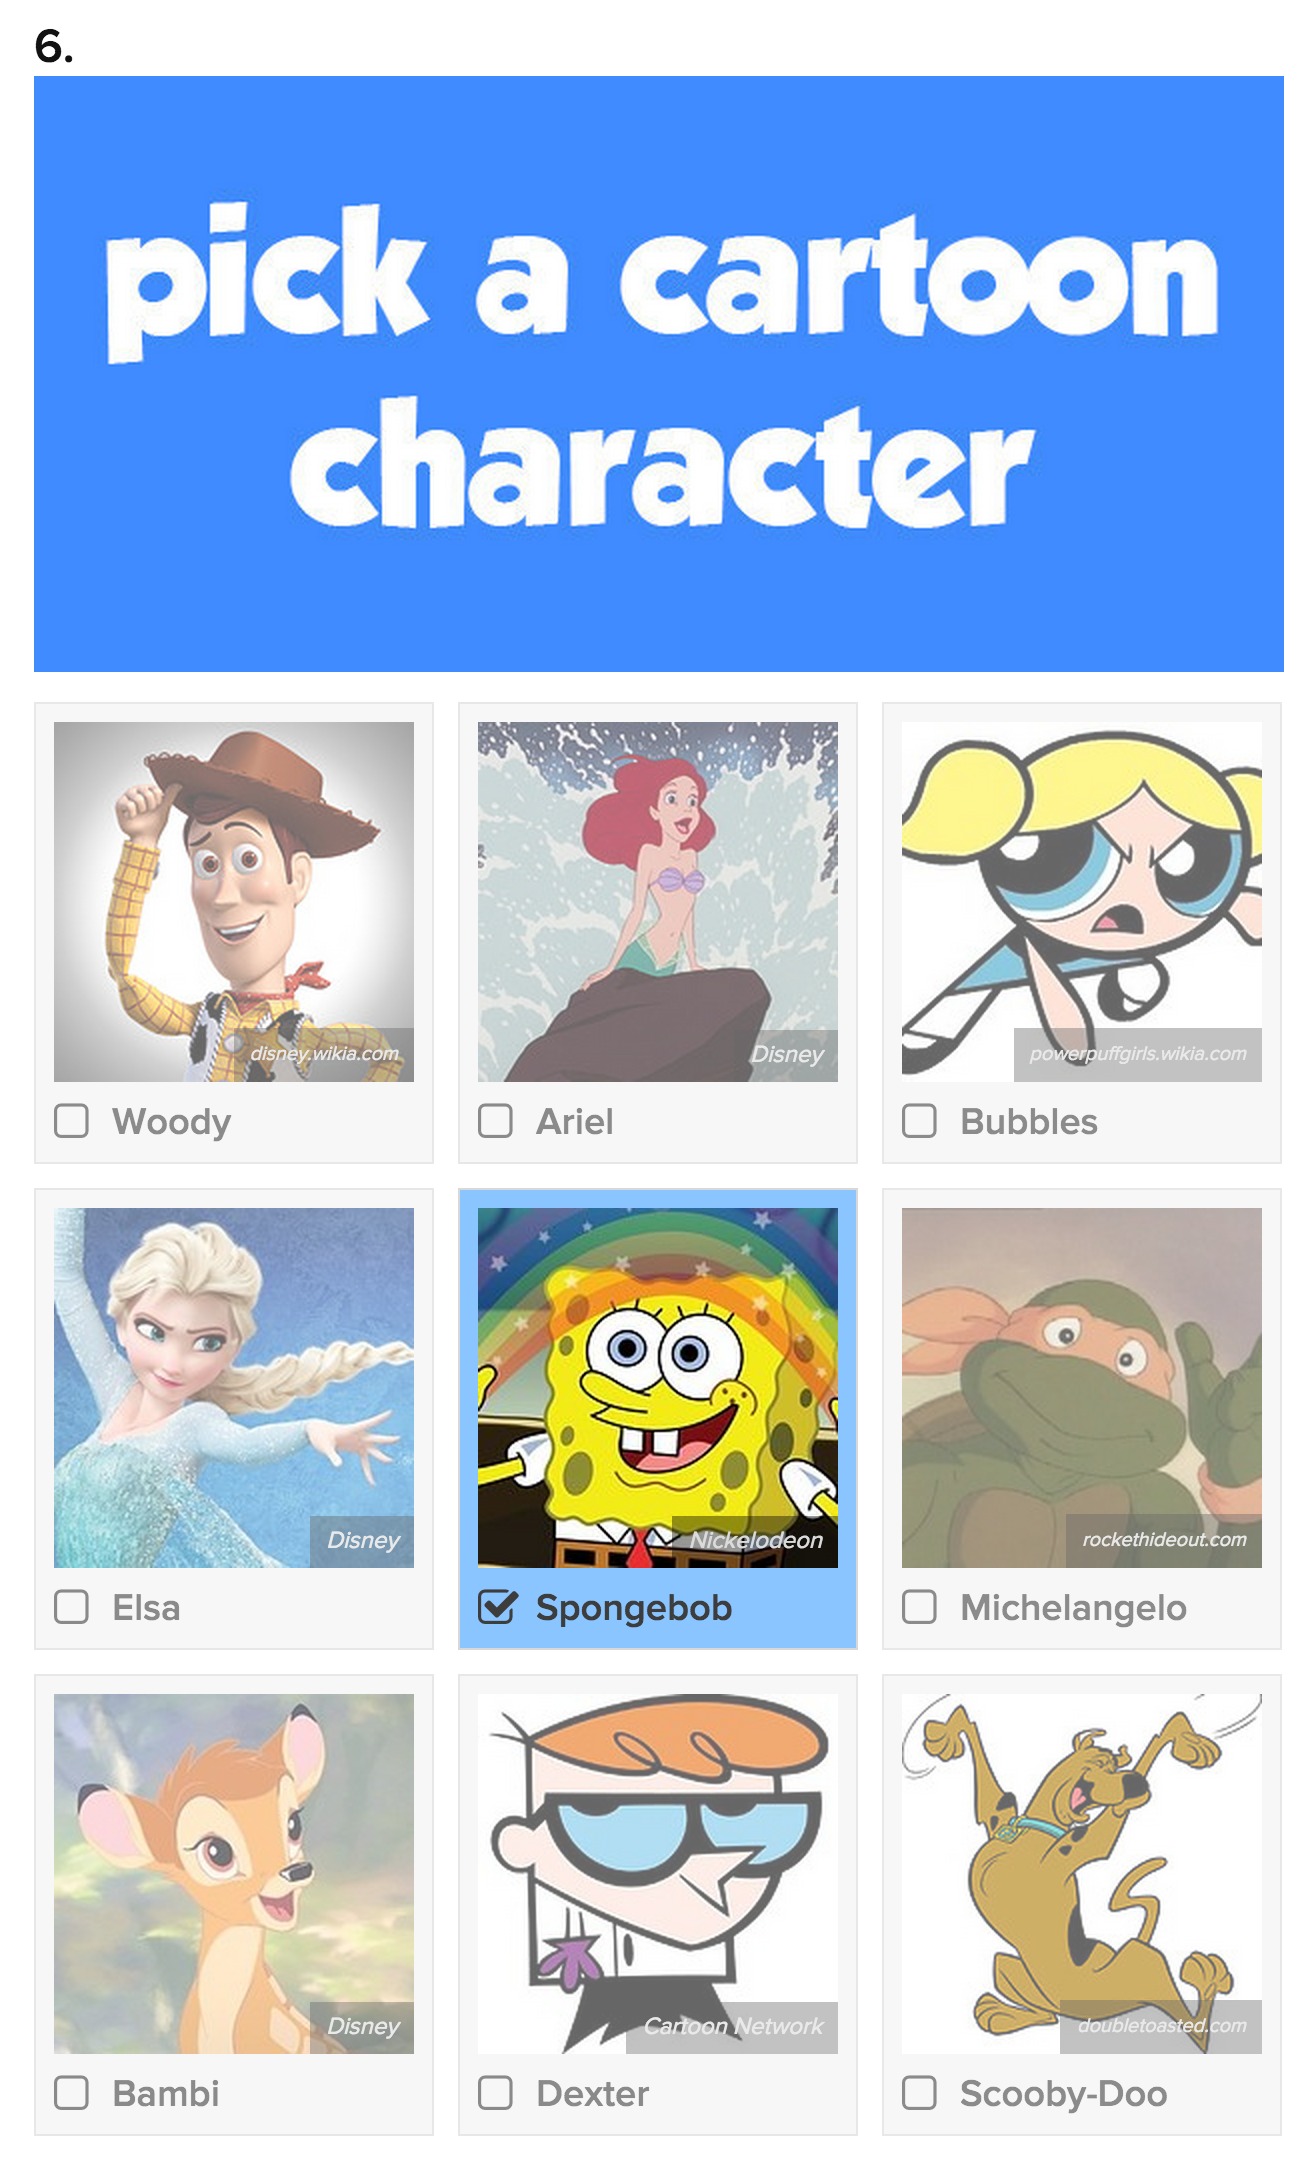 6.
pick a cartoon
character
disney.wikia.com
Disney
powerpuffgirls.wikia.com
Woody
Ariel
Bubbles
Disney
Nickelodeon
rockethideout.com
Elsa
Spongebob
Michelangelo
Disney
Cartoon Network
doubletoasted.com
Bambi
Dexter
Scooby-Doo